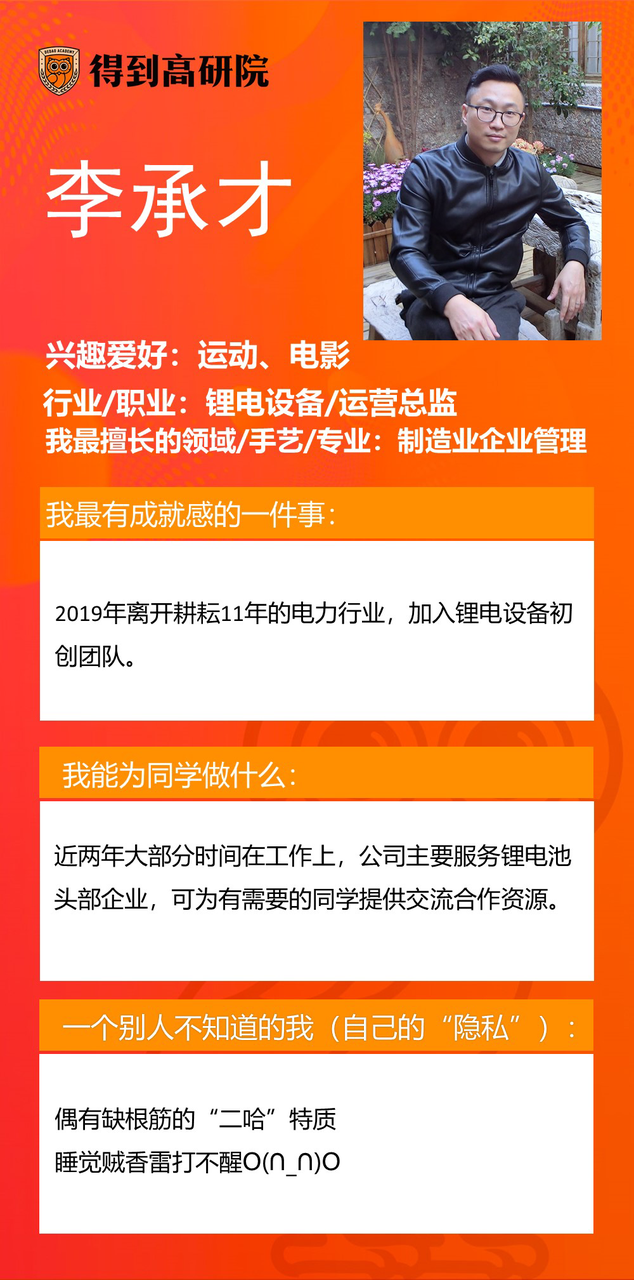 DEDAO ACADEMY
得到高研院
李承才
兴趣爱好：运动、电影
行业/职业：锂电设备/运营总监
我最擅长的领域/手艺/专业：制造业企业管理
我最有成就感的一件事：
2019年离开耕耘11年的电力行业，加入锂电设备初
创团队。
我能为同学做什么：
近两年大部分时间在工作上，公司主要服务锂电池
头部企业，可为有需要的同学提供交流合作资源。
一个别人不知道的我（自己的“隐私”）：
偶有缺根筋的“二哈”特质
睡觉贼香雷打不醒O(∩_∩)O